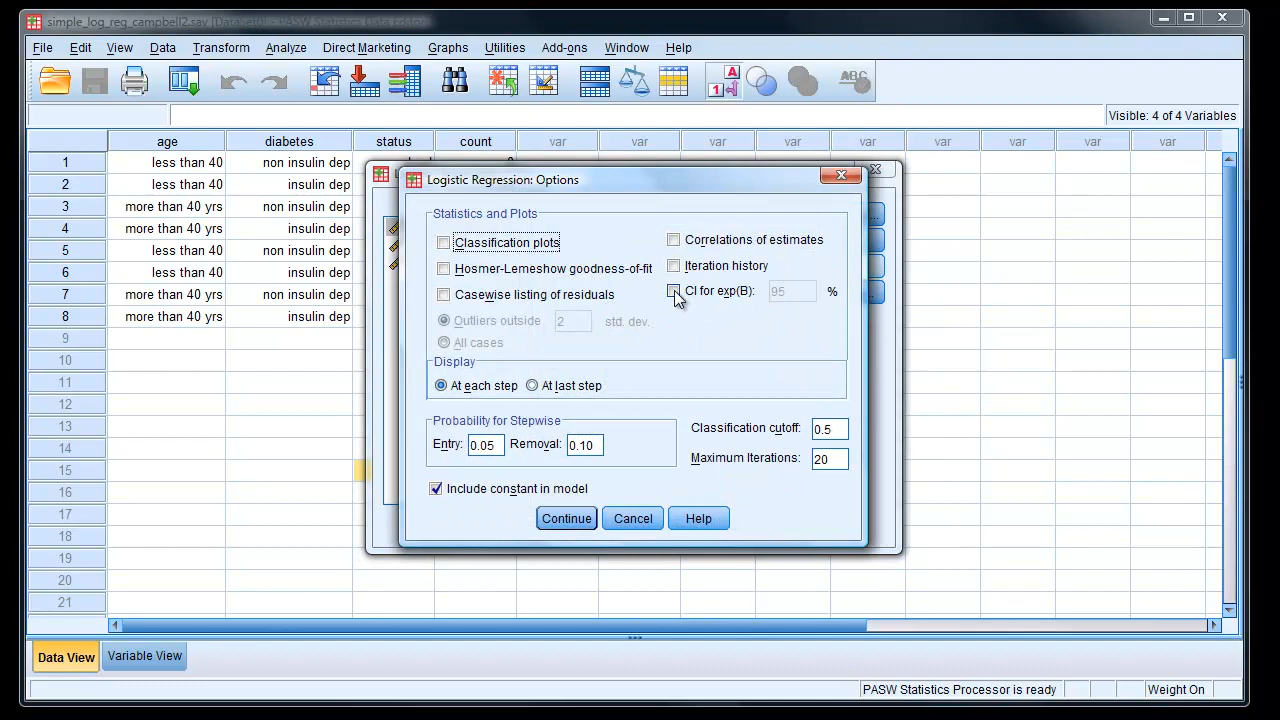 simple_log_reg_campbell2.sav [DataSet0] - PASW Statistics Data Editor
File Edit View Data Transform Analyze Direct Marketing Graphs Utilities Add-ons Window Help
Visible: 4 of 4 Variables
age diabetes status count var var var var var var var var
1 less than 40 non insulin dep
2 less than 40 insulin dep
3 more than 40 yrs non insulin dep
4 more than 40 yrs insulin dep
5 less than 40 non insulin dep
6 less than 40 insulin dep
7 more than 40 yrs non insulin dep
8 more than 40 yrs insulin dep
9
10
11
12
13
14
15
16
17
18
19
20
21
Logistic Regression: Options
Statistics and Plots
Classification plots
Correlations of estimates
Hosmer-Lemeshow goodness-of-fit
Iteration history
Casewise listing of residuals
CI for exp(B): 95 %
Outliers outside 2 std. dev.
All cases
Display
At each step At last step
Probability for Stepwise
Entry: 0.05 Removal: 0.10
Classification cutoff: 0.5
Maximum Iterations: 20
Include constant in model
Continue Cancel Help
Data View Variable View
PASW Statistics Processor is ready Weight On